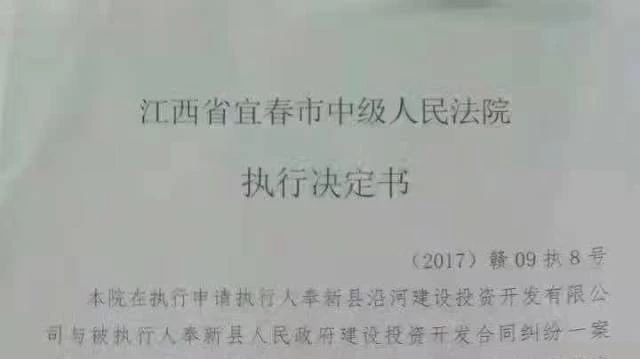 江西省宜春市中级人民法院
执行决定书
（2017）赣09执8号
本院在执行申请执行人奉新县沿河建设投资开发有限公
司与被执行人奉新县人民政府建设投资开发合同纠纷一案